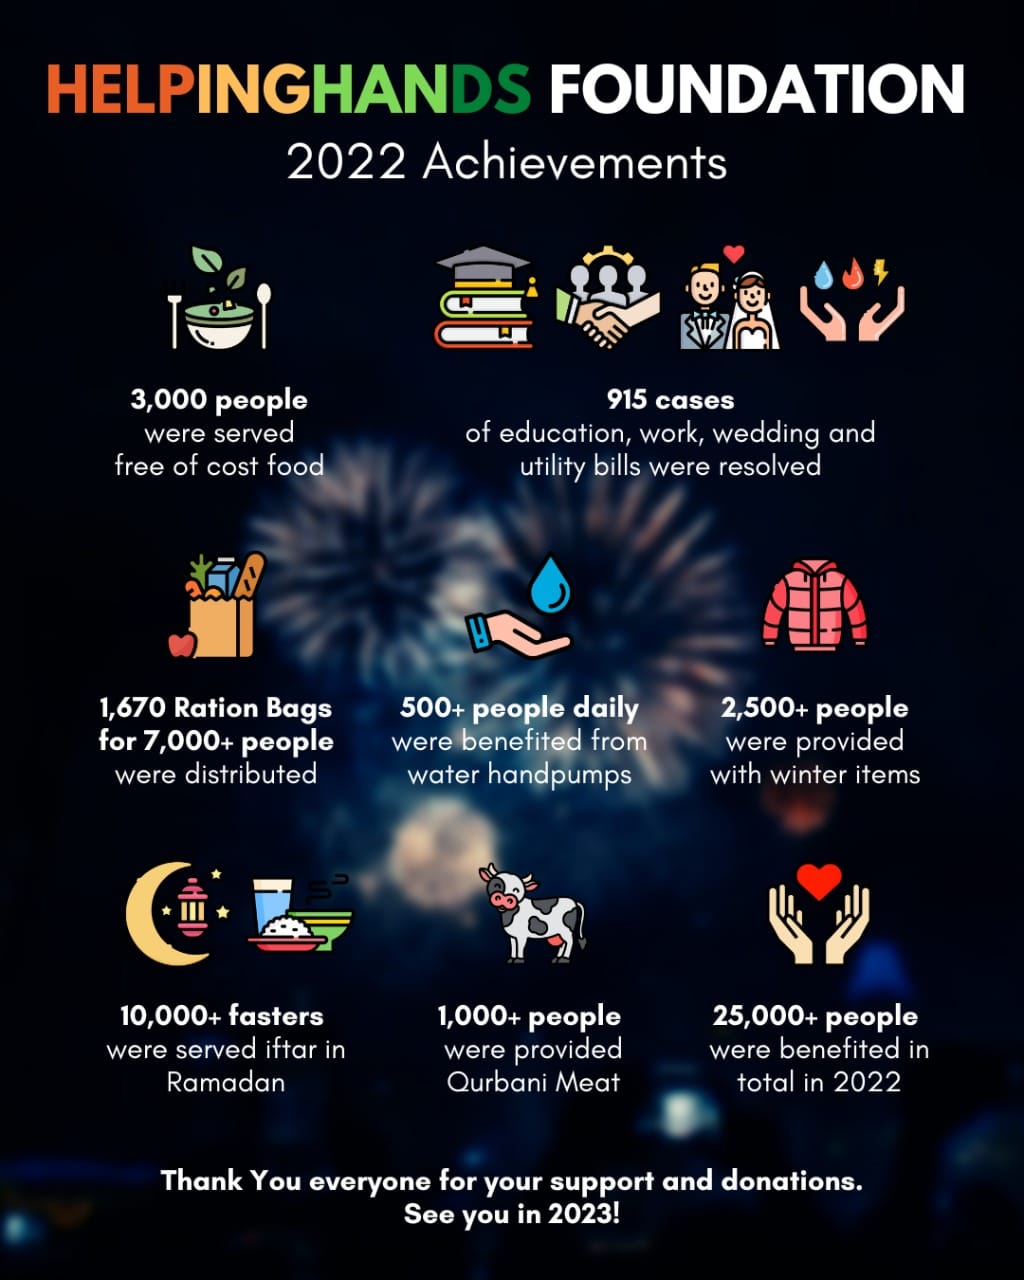 HELPINGHANDS FOUNDATION
2022 Achievements
3,000 people
were served
free of cost food
915 cases
of education, work, wedding and
utility bills were resolved
1,670 Ration Bags
for 7,000+ people
were distributed
500+ people daily
were benefited from
water handpumps
2,500+ people
were provided
with winter items
10,000+ fasters
were served iftar in
Ramadan
1,000+ people
were provided
Qurbani Meat
25,000+ people
were benefited in
total in 2022
Thank You everyone for your support and donations.
See you in 2023!